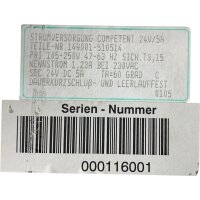 STROMVERSORGUNG COMPETENT 24V/5A
TEILE-NR.149001-510514
PRI 105-250V 47-63 HZ SICH.T3,15
NENNSTROM 1,23A BEI 230VAC
SEC 24V DC 5A TA=60 GRAD C
DAUERKURZSCHLUß- UND LEERLAUFFEST
0105
Serien - Nummer
000116001